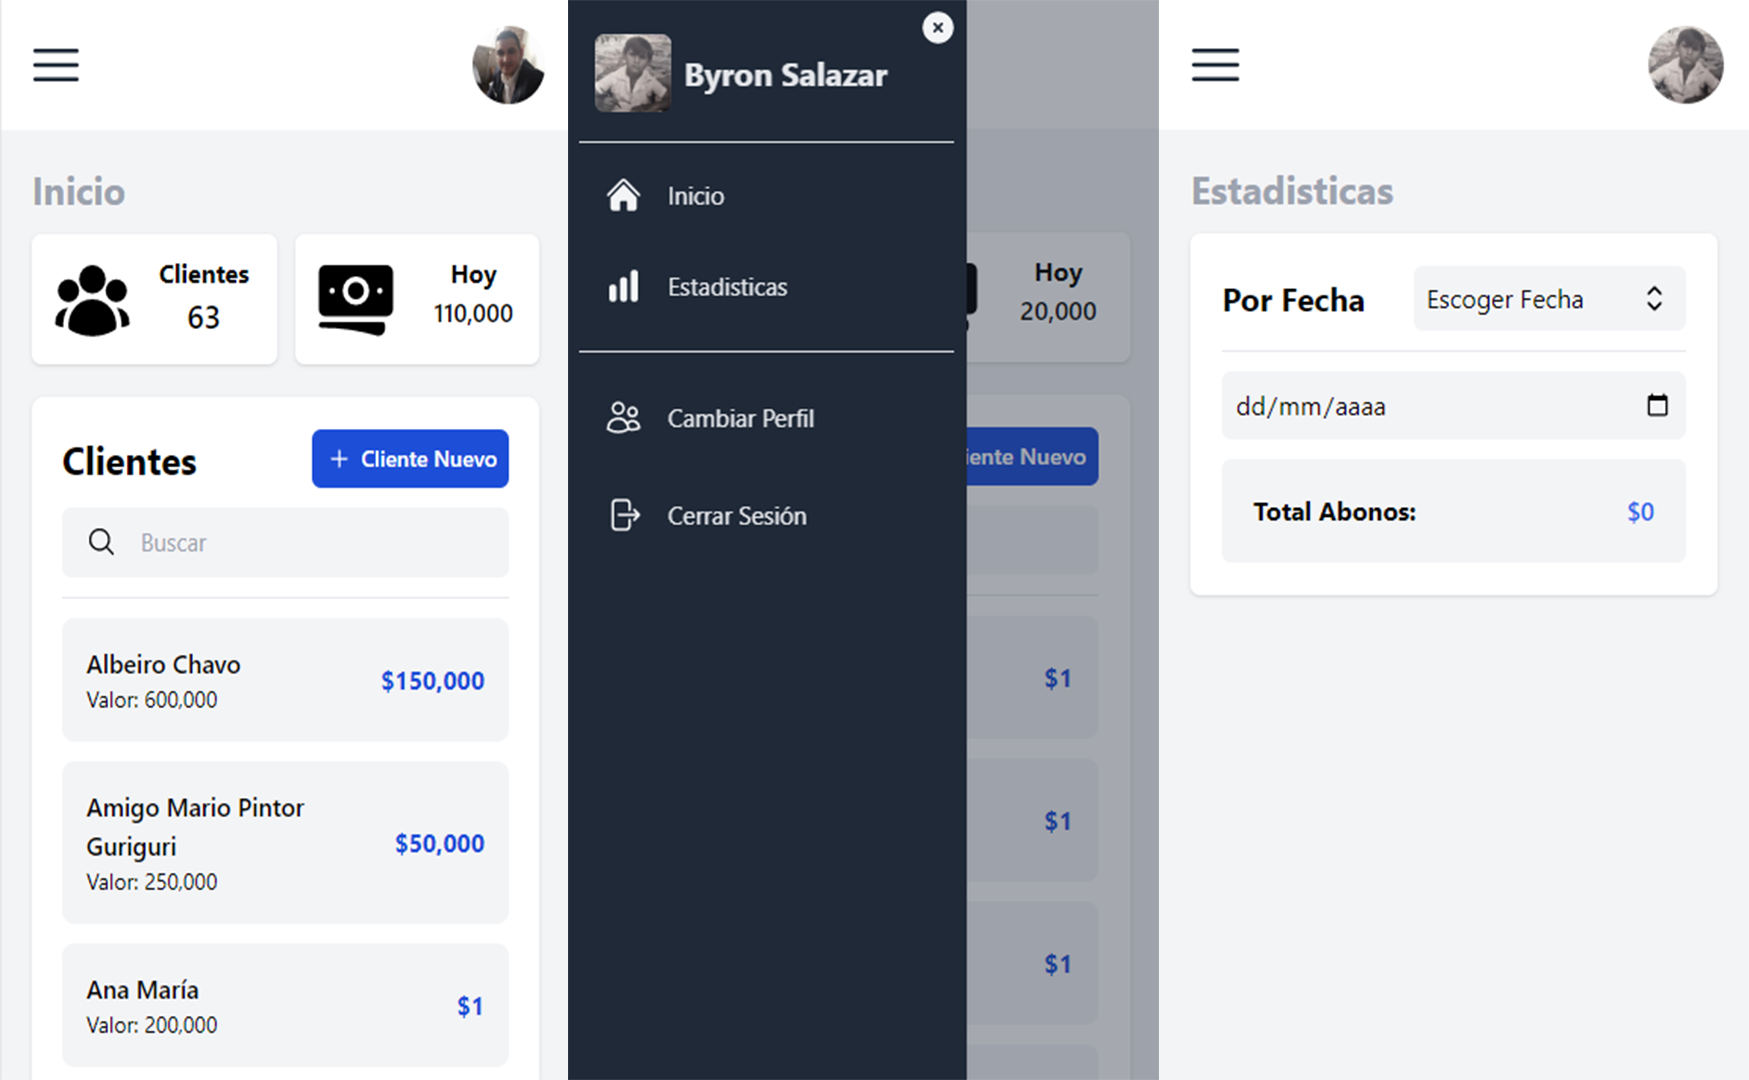 Inicio
Clientes
63
Hoy
110,000
Clientes
+ Cliente Nuevo
Buscar
Albeiro Chavo
Valor: 600,000
$150,000
Amigo Mario Pintor
Guriguri
Valor: 250,000
$50,000
Ana María
Valor: 200,000
$1
Byron Salazar
Inicio
Estadisticas
Cambiar Perfil
Cerrar Sesión
Hoy
20,000
iente Nuevo
$1
$1
$1
Estadisticas
Por Fecha
Escoger Fecha
dd/mm/aaaa
Total Abonos:
$0